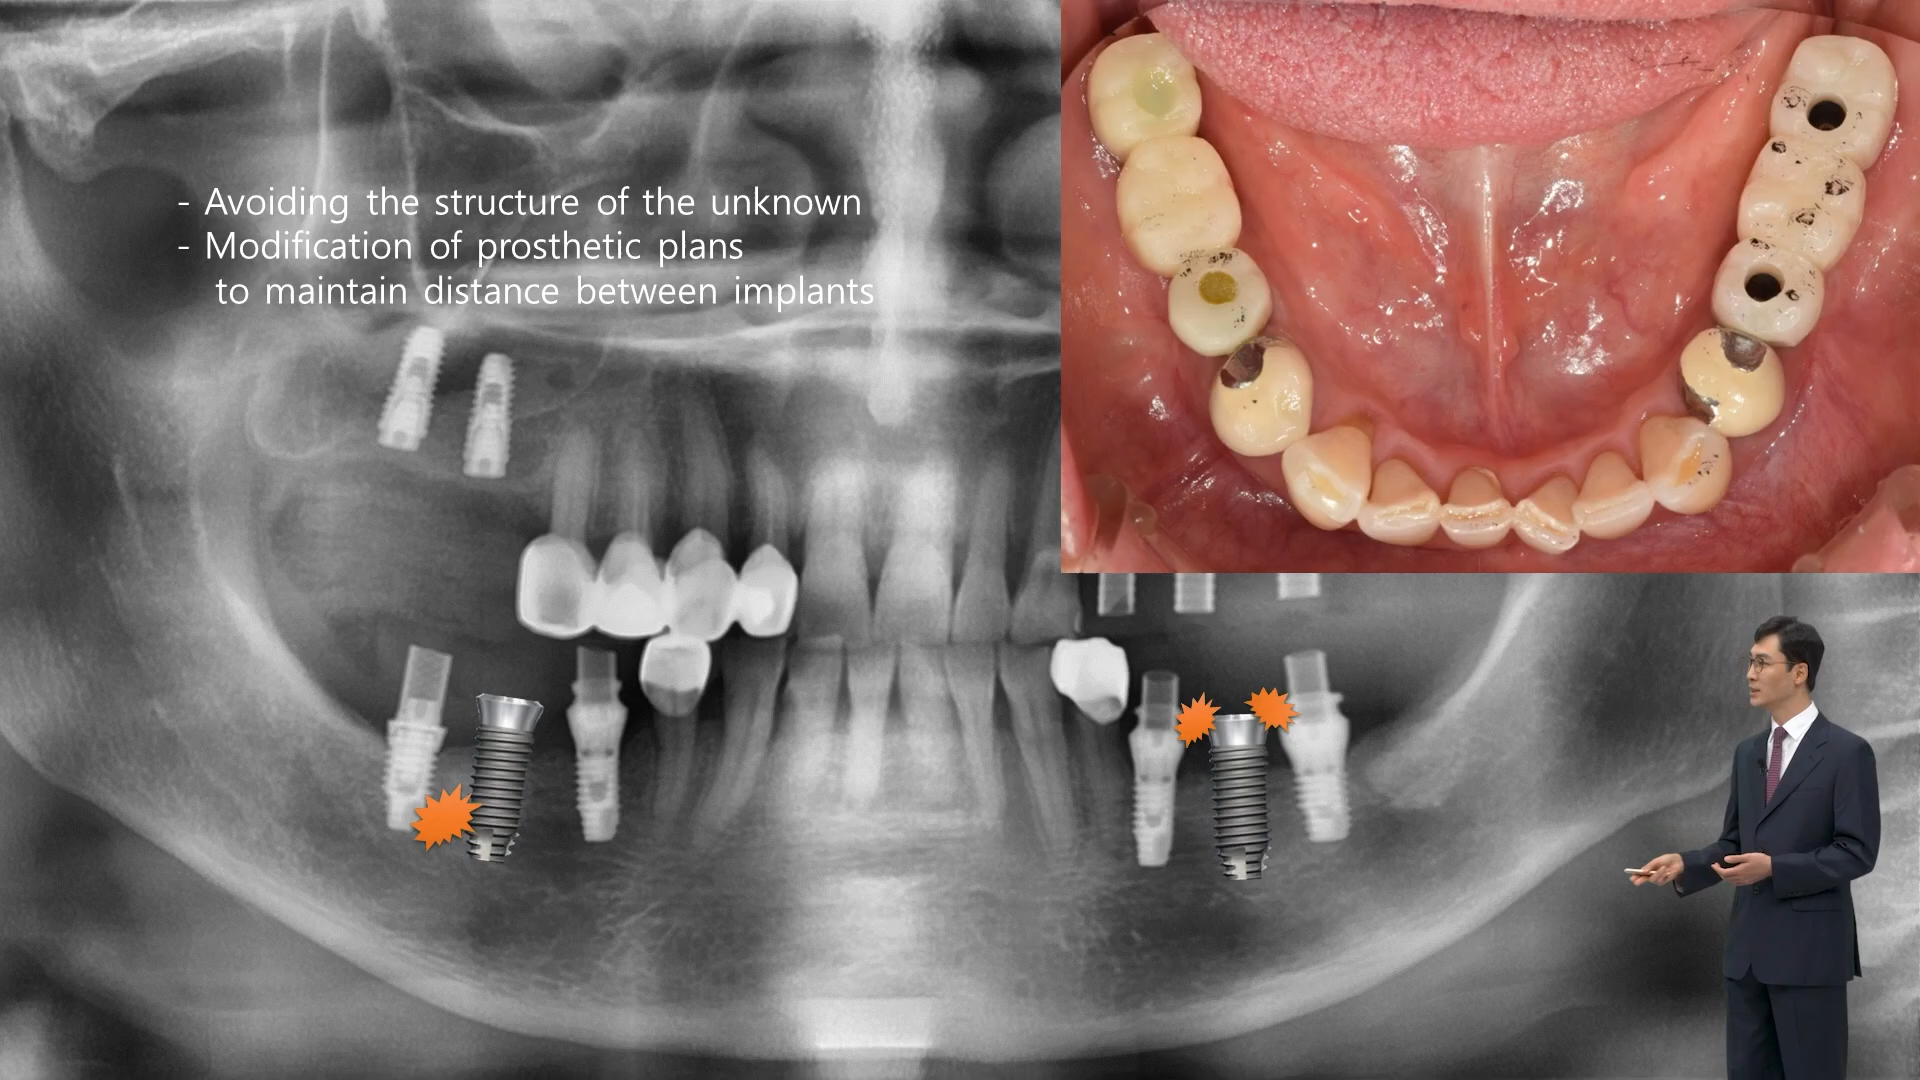 - Avoiding the structure of the unknown
- Modification of prosthetic plans
to maintain distance between implants